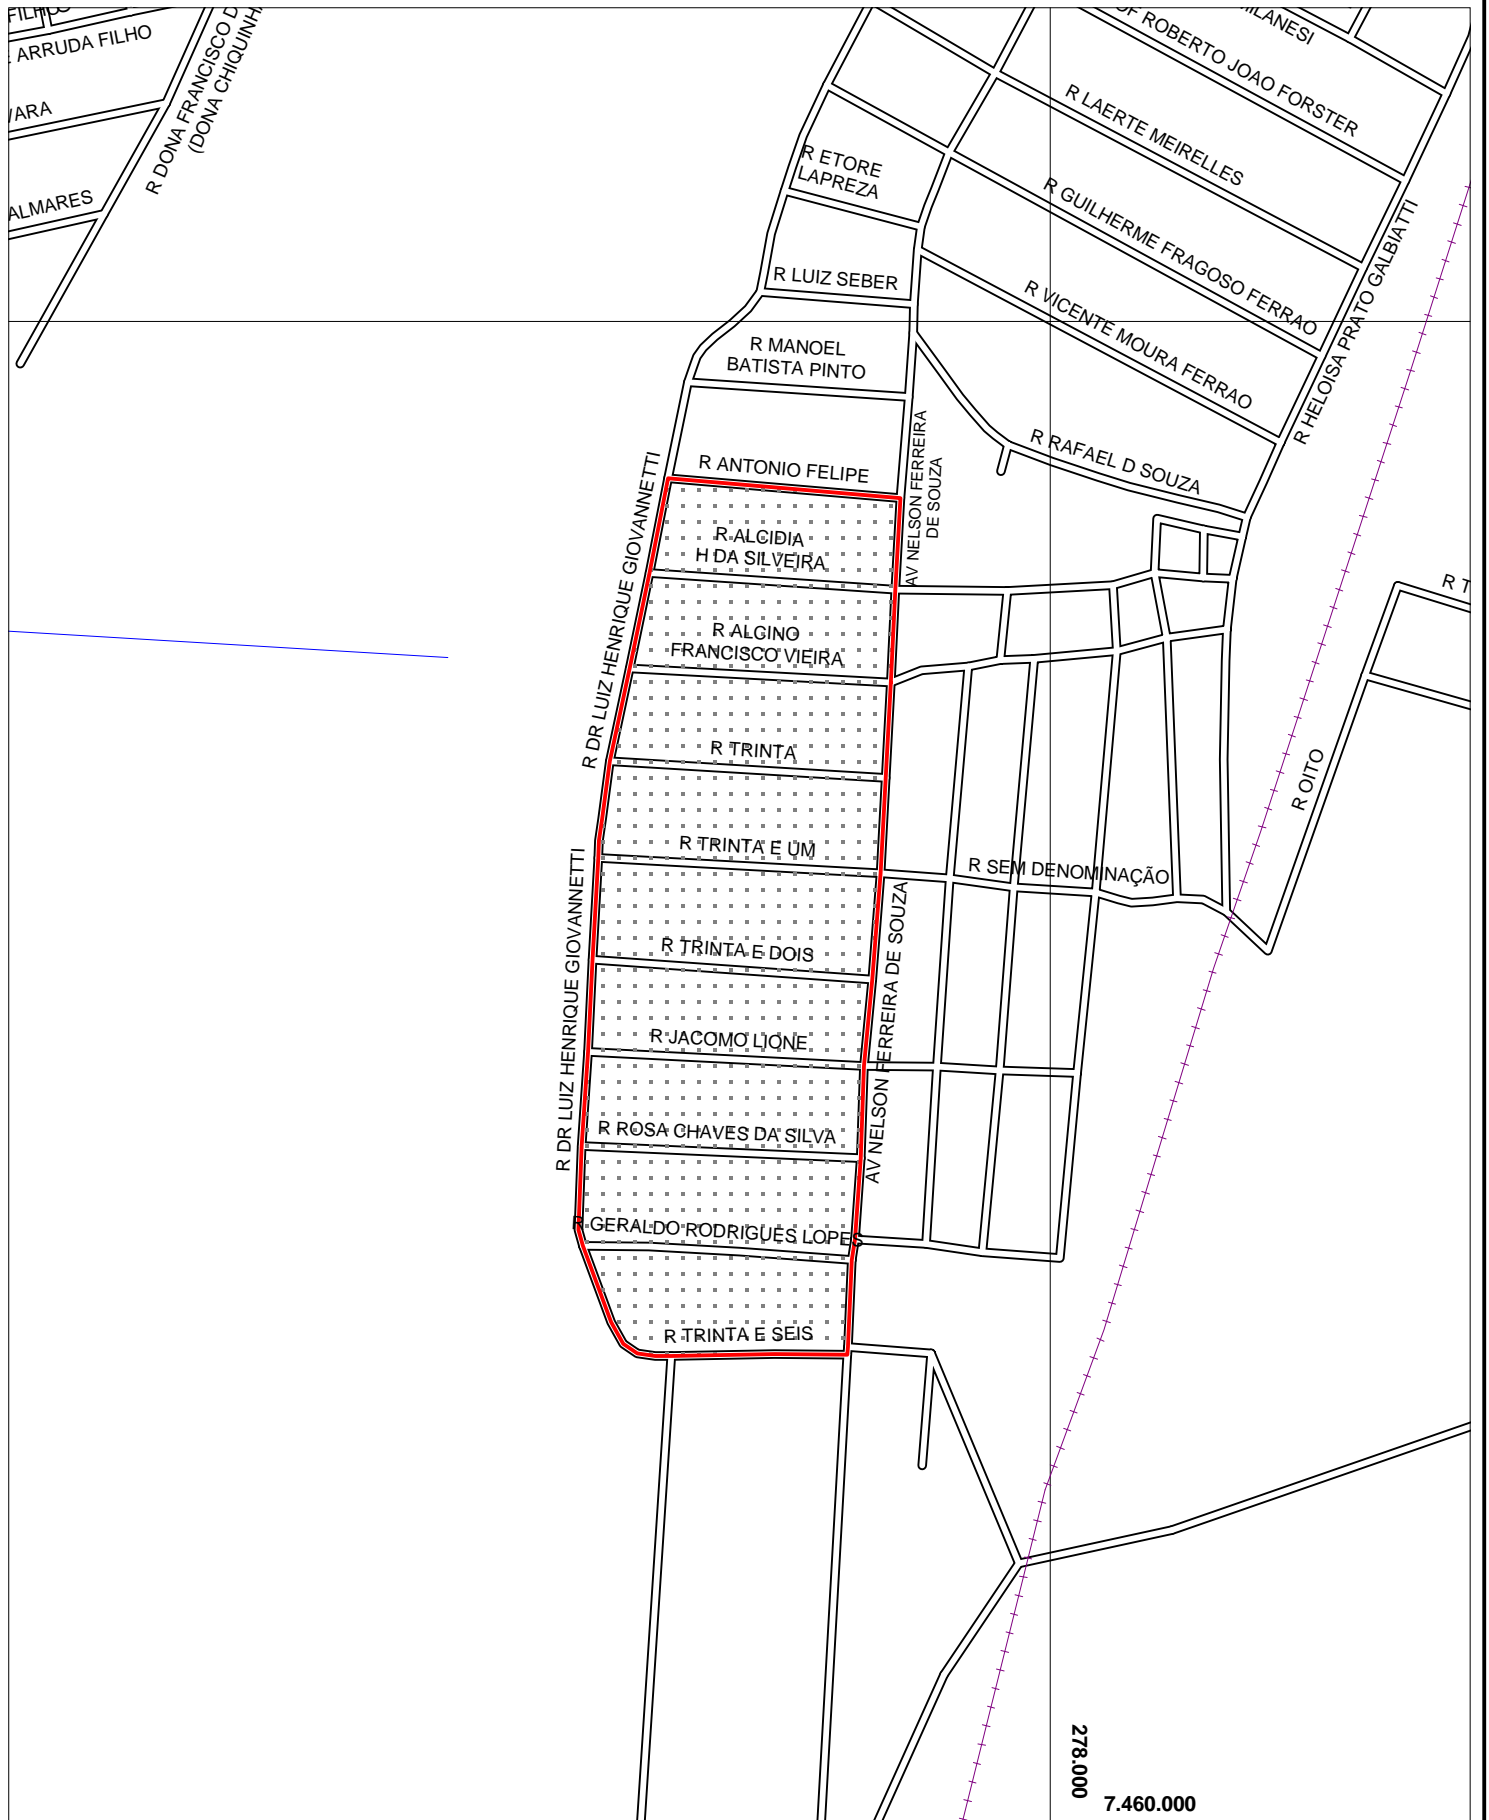 ARRUDA FILHO
R DONA FRANCISCO D
(DONA CHIQUINHA
R ETORE
LAPREZA
R LUIZ SEBER
R MANOEL
BATISTA PINTO
R ANTONIO FELIPE
ROBERTO JOAO FORSTER
R LAERTE MEIRELLES
R GUILHERME FRAGOSO FERRAO
R VICENTE MOURA FERRAO
R RAFAEL D SOUZA
R HELOISA PRATO GALBIATTI
AV NELSON FERREIRA
DE SOUZA
R DR LUIZ HENRIQUE GIOVANNETTI
R ALCIDIA
H DA SILVEIRA
R ALCINO
FRANCISCO VIEIRA
R TRINTA
R TRINTA E UM
R TRINTA E DOIS
R JACOMO LIONE
R ROSA CHAVES DA SILVA
R GERALDO RODRIGUES LOPES
R TRINTA E SEIS
R DR LUIZ HENRIQUE GIOVANNETTI
AV NELSON FERREIRA DE SOUZA
R SEM DENOMINAÇÃO
R OITO
R T
278.000
7.460.000